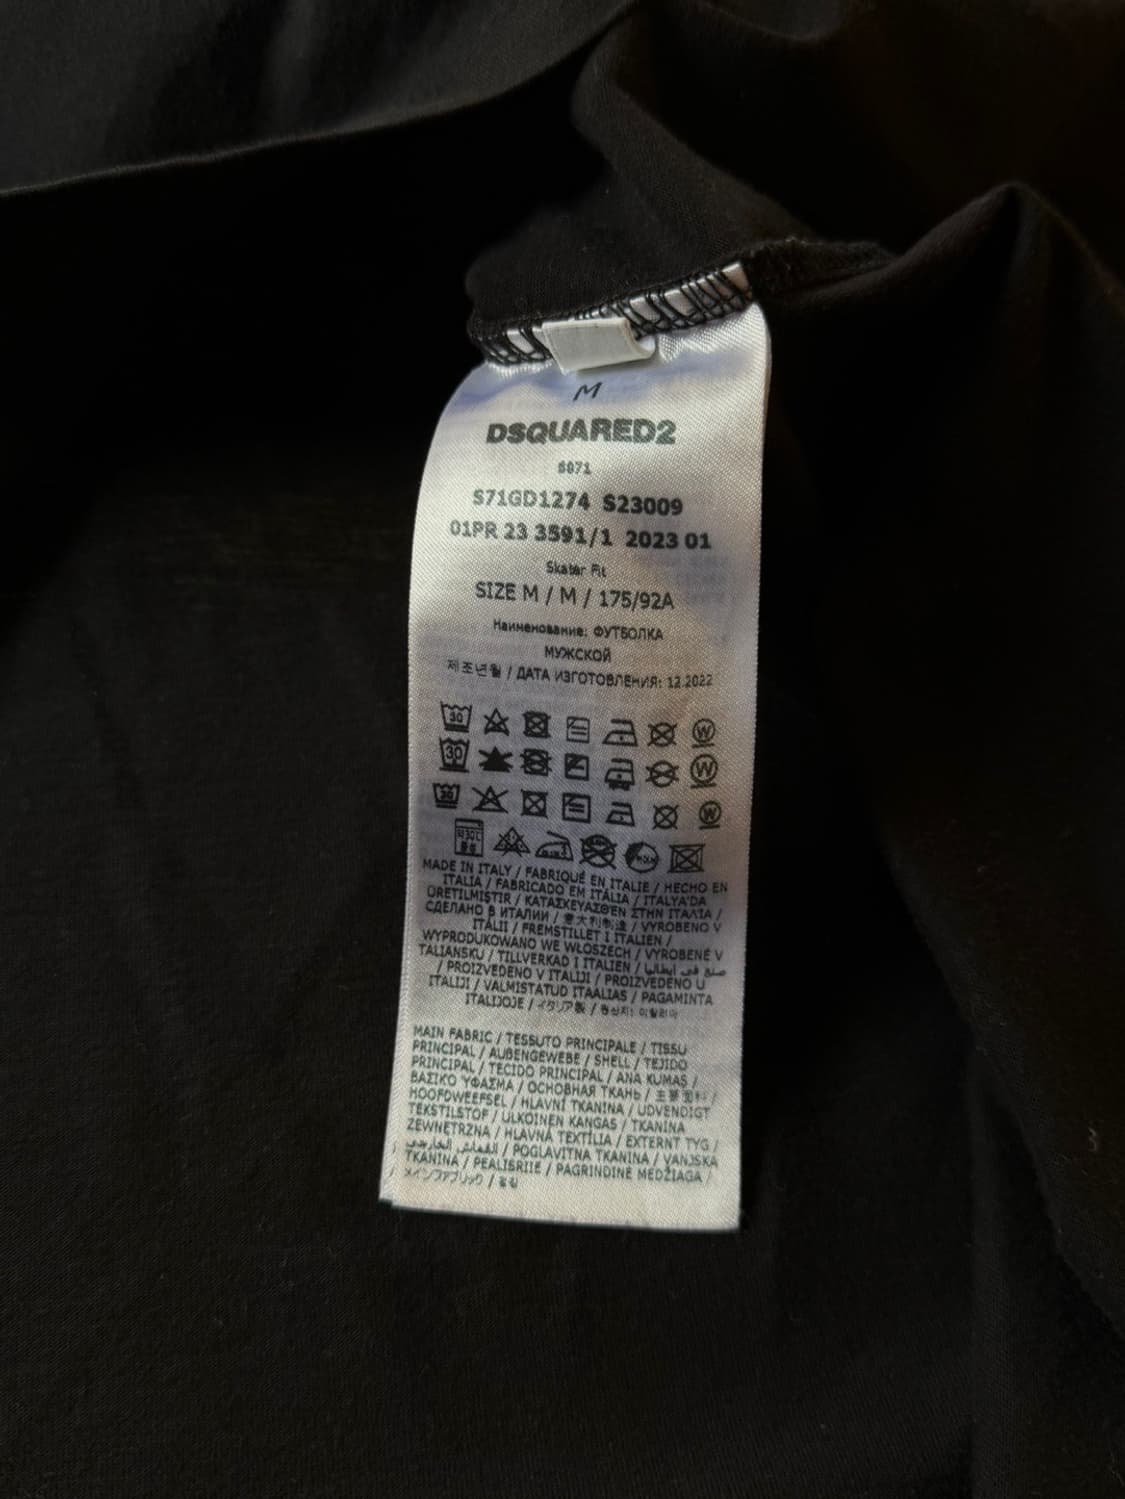 M
DSQUARED2
S071
S71GD1274 S23009
01PR 23 3591/1 2023 01
Skater Fit
SIZE M / M / 175/92A
Наименование: ФУТБОЛКА
МУЖСКОЙ
제조년월 / ДАТА ИЗГОТОВЛЕНИЯ: 12.2022
30
W
30
W
30
W
MADE IN ITALY / FABRIQUÉ EN ITALIE / HECHO EN
ITALIA / FABRICADO EM ITÁLIA / ITALYA'DA
ÜRETILMIŞTIR / ΚΑΤΑΣΚΕΥΑΣΘΕΝ ΣΤΗΝ ΙΤΑΛΙΑ /
СДЕЛАНО В ИТАЛИИ / 意大利制造 / VYROBENO V
ITÁLII / FREMSTILLET I ITALIEN /
WYPRODUKOWANO WE WŁOSZECH / VYROBENÉ V
TALIANSKU / TILLVERKAD I ITALIEN / صنع في إيطاليا
/ PROIZVEDENO V ITALIJI / PROIZVEDENO U
ITALIJI / VALMISTATUD ITAALIAS / PAGAMINTA
ITALIJOJE / イタリア製 / 원산지: 이탈리아
MAIN FABRIC / TESSUTO PRINCIPALE / TISSU
PRINCIPAL / AUßENGEWEBE / SHELL / TEJIDO
PRINCIPAL / TECIDO PRINCIPAL / ANA KUMAŞ /
ΒΑΣΙΚΟ ΥΦΑΣΜΑ / ОСНОВНАЯ ТКАНЬ / 主要面料 /
HOOFDWEEFSEL / HLAVNÍ TKANINA / UDVENDIGT
TEKSTILSTOF / ULKOINEN KANGAS / TKANINA
ZEWNĘTRZNA / HLAVNÁ TEXTÍLIA / EXTERNT TYG /
القماش الخارجي / POGLAVITNA TKANINA / VANJSKA
TKANINA / PEALISRIIE / PAGRINDINĖ MEDŽIAGA /
メインファブリック / 겉감